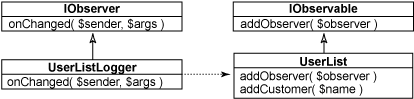 IObserver
onChanged( $sender, $args )
IObservable
addObserver( $observer )
UserListLogger
onChanged( $sender, $args )
UserList
addObserver( $observer )
addCustomer( $name )